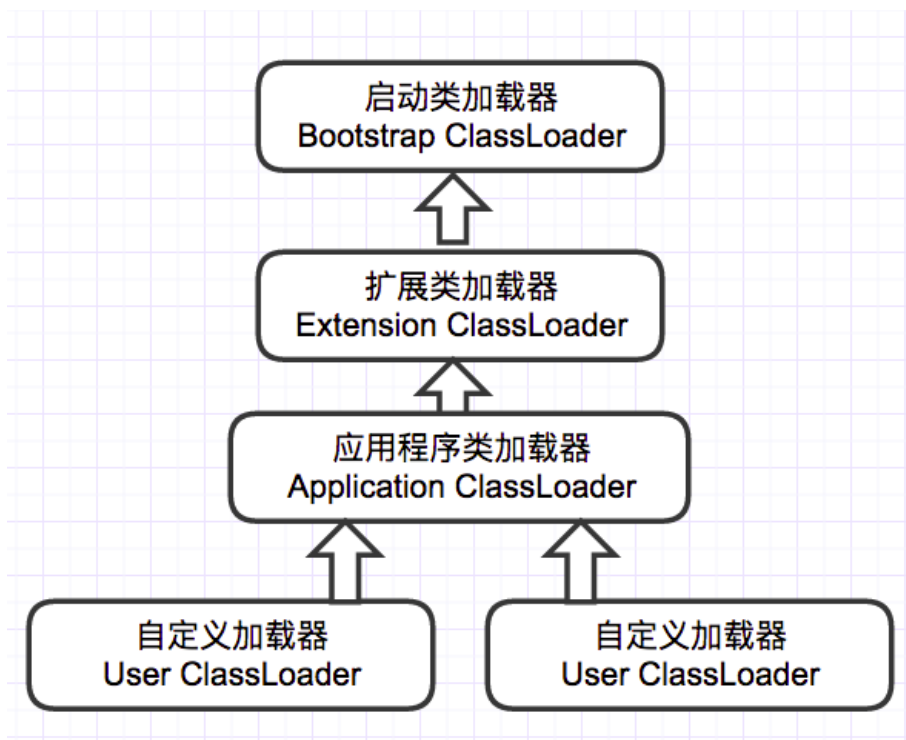 启动类加载器
Bootstrap ClassLoader
扩展类加载器
Extension ClassLoader
应用程序类加载器
Application ClassLoader
自定义加载器
User ClassLoader
自定义加载器
User ClassLoader